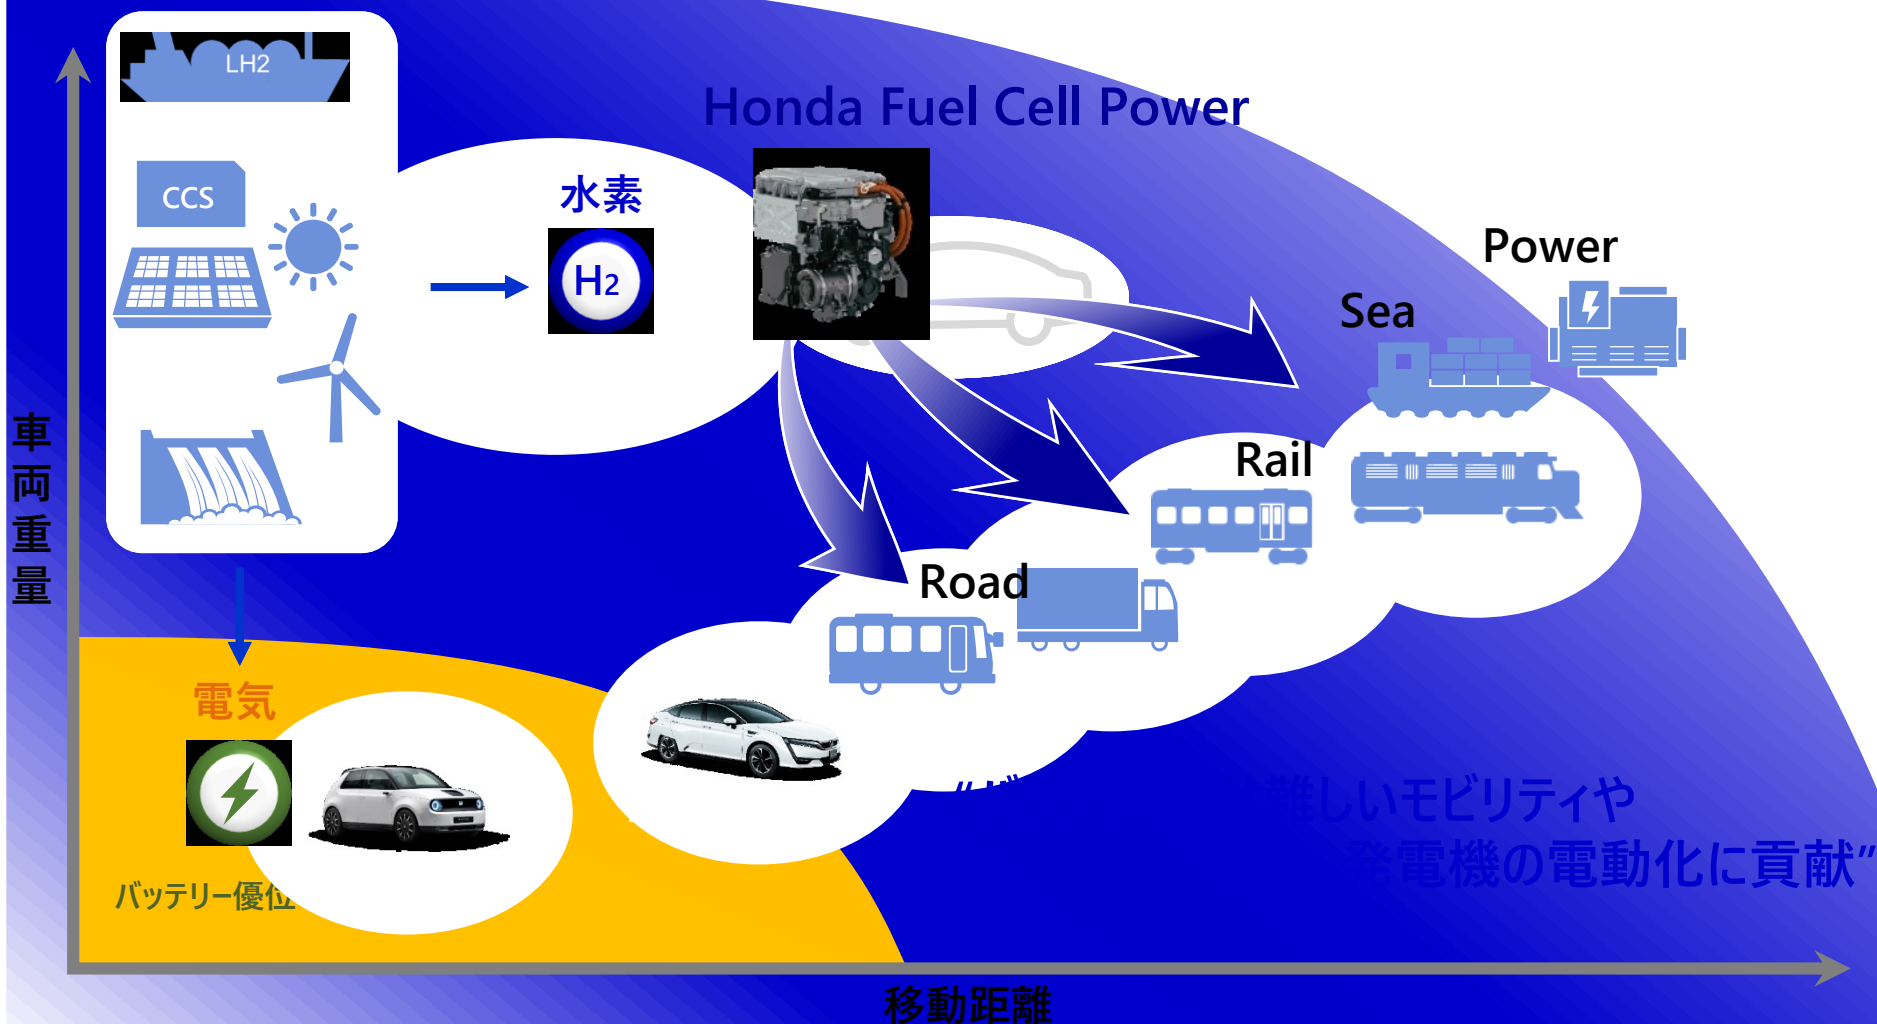 LH2
Honda Fuel Cell Power
CCS
水素
H2
Power
Sea
車両重量
Rail
Road
電気
難しいモビリティや
発電機の電動化に貢献”
バッテリー優位
移動距離